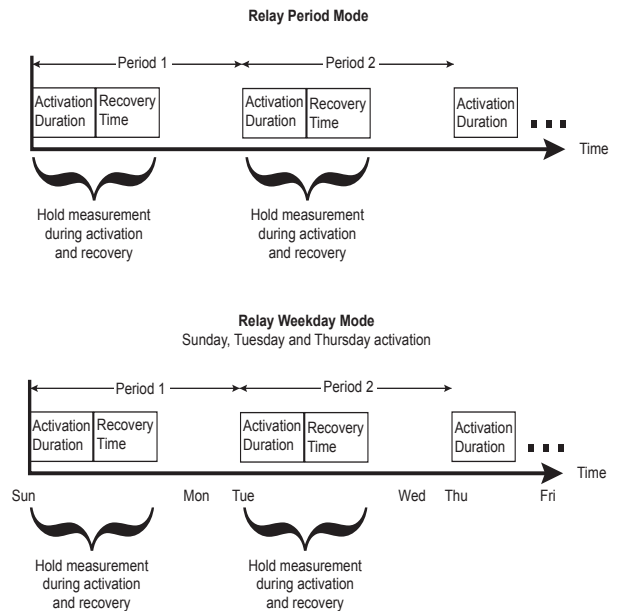 Relay Period Mode
Period 1
Period 2
Activation Duration
Recovery Time
Activation Duration
Recovery Time
Activation Duration
Time
Hold measurement
during activation
and recovery
Hold measurement
during activation
and recovery
Relay Weekday Mode
Sunday, Tuesday and Thursday activation
Period 1
Period 2
Activation Duration
Recovery Time
Activation Duration
Recovery Time
Activation Duration
Time
Sun
Mon
Tue
Wed
Thu
Fri
Hold measurement
during activation
and recovery
Hold measurement
during activation
and recovery